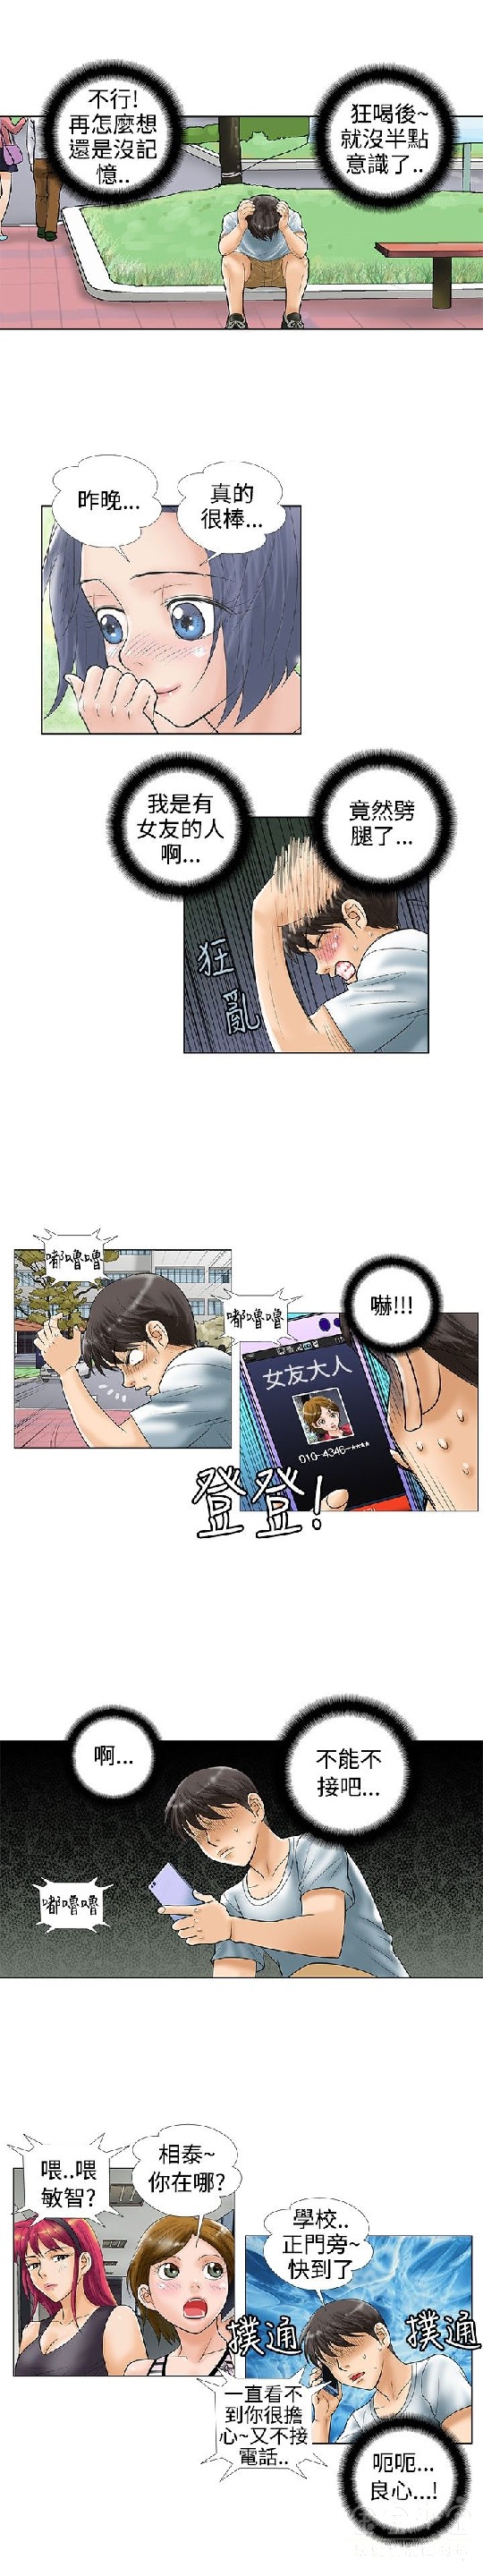 不行!
再怎麼想
還是沒記
憶..
狂喝後~
就沒半點
意識了..
昨晚...
真的
很棒...
我是有
女友的人
啊...
竟然劈
腿了...
狂
亂
嘟嚕嚕
嘟嚕嚕
嚇!!!
女友大人
010-4346-****
登登!
啊...
不能不
接吧...
嘟嚕嚕
喂..喂
敏智?
相泰~
你在哪?
學校..
正門旁~
快到了
撲通
撲通
一直看不
到你很擔
心~又不接
電話..
呃呃...
良心...!